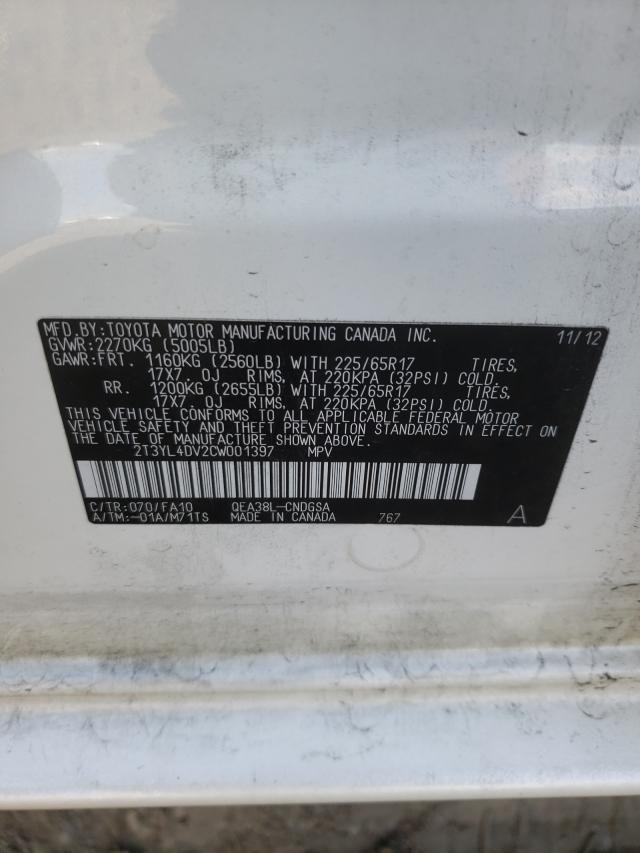 MFD.BY:TOYOTA MOTOR MANUFACTURING CANADA INC. 11/12
GVWR:2270KG (5005LB)
GAWR:FRT. 1160KG (2560LB) WITH 225/65R17 TIRES,
17X7.0J RIMS, AT 220KPA (32PSI) COLD.
RR. 1200KG (2655LB) WITH 225/65R17 TIRES,
17X7.0J RIMS, AT 220KPA (32PSI) COLD.
THIS VEHICLE CONFORMS TO ALL APPLICABLE FEDERAL MOTOR
VEHICLE SAFETY AND THEFT PREVENTION STANDARDS IN EFFECT ON
THE DATE OF MANUFACTURE SHOWN ABOVE.
2T3YL4DV2CW001397 MPV
C/TR:070/FA10 QEA38L-CNDGSA
A/TM:-01A/M71TS MADE IN CANADA 767 A